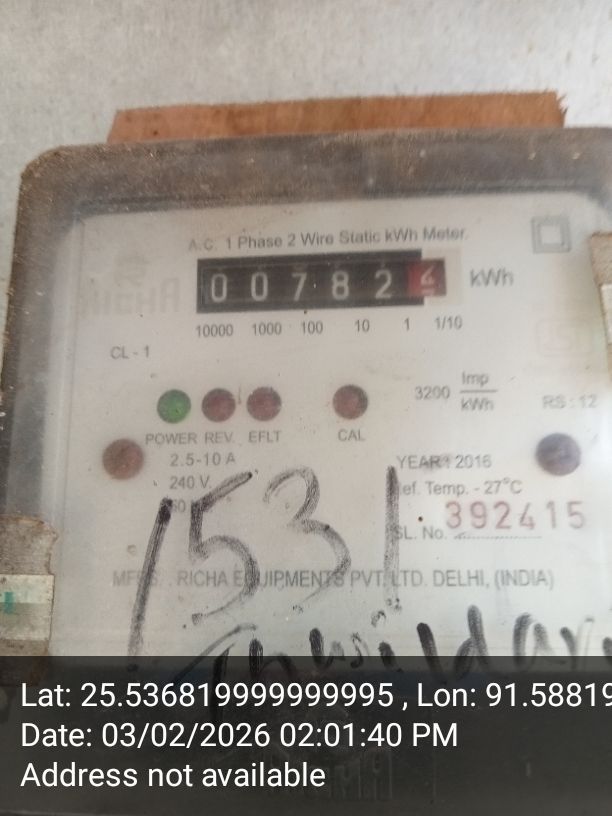 A.C. 1 Phase 2 Wire Static kWh Meter.
0 0 7 8 2 kWh
10000 1000 100 10 1 1/10
CL - 1
3200 Imp/kWh
RS : 12
POWER REV. EFLT CAL
2.5-10 A
240 V.
YEAR : 2016
Ref. Temp. - 27°C
SL. No. 392415
1531
MFRS. RICHA EQUIPMENTS PVT. LTD. DELHI, (INDIA)
Lat: 25.536819999999995 , Lon: 91.58819
Date: 03/02/2026 02:01:40 PM
Address not available